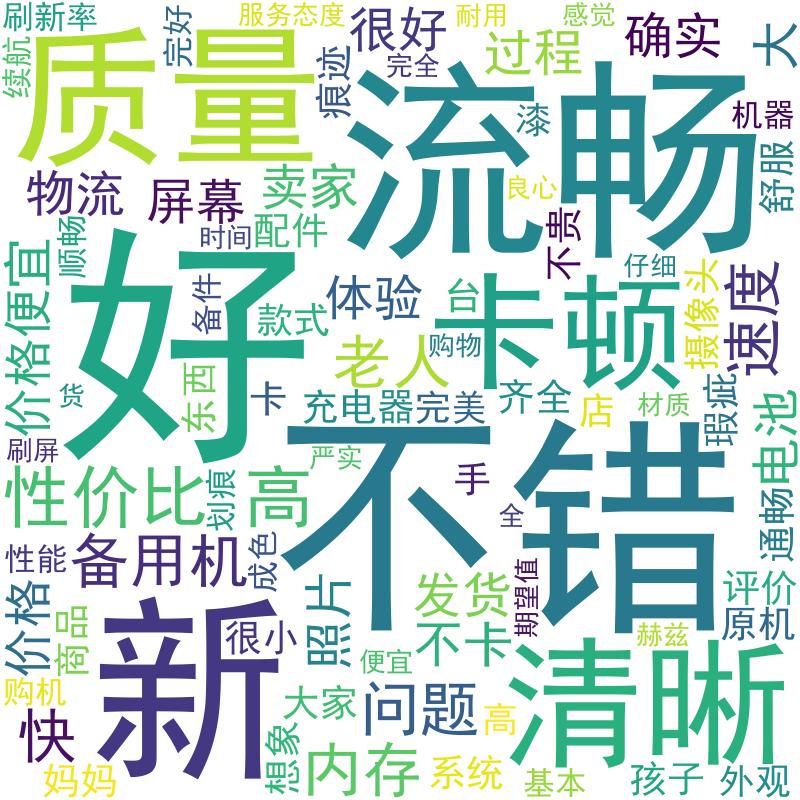 刷新率
完好
服务态度
耐用
感觉
很好
过程
确实
大
续航
质量
痕迹
完全
流畅
漆
机器
舒服
物流
屏幕
卖家
良心
顺畅
时间
配件
不贵
仔细
价格便宜
好
备件
体验
台
卡顿
摄像头
速度
款式
老人
购物
货
东西
卡
充电器
完美
齐全
店
材质
瑕疵
电池
刷屏
不错
严实
手
全
性价比
高
划痕
通畅
性能
备用机
成色
期望值
价格
新
照片
发货
评价
商品
很小
不卡
原机
赫兹
便宜
清晰
购机
快
大家
问题
高
想象
妈妈
内存
系统
基本
孩子
外观